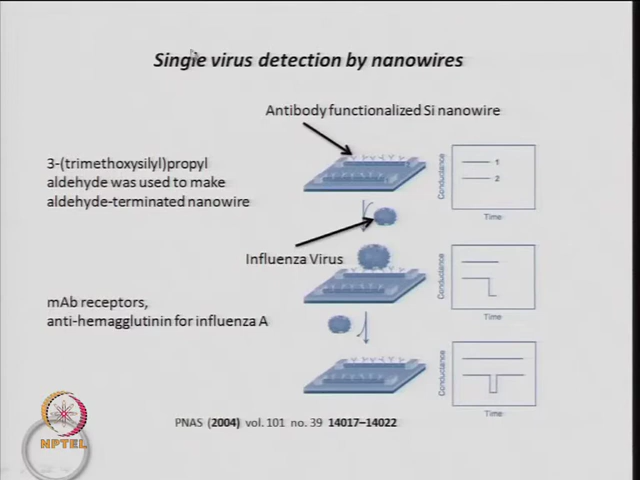 Single virus detection by nanowires
Antibody functionalized Si nanowire
3-(trimethoxysilyl)propyl
aldehyde was used to make
aldehyde-terminated nanowire
Conductance
1
2
Time
Influenza Virus
Conductance
Time
mAb receptors,
anti-hemagglutinin for influenza A
Conductance
Time
PNAS (2004) vol. 101 no. 39 14017–14022
NPTEL